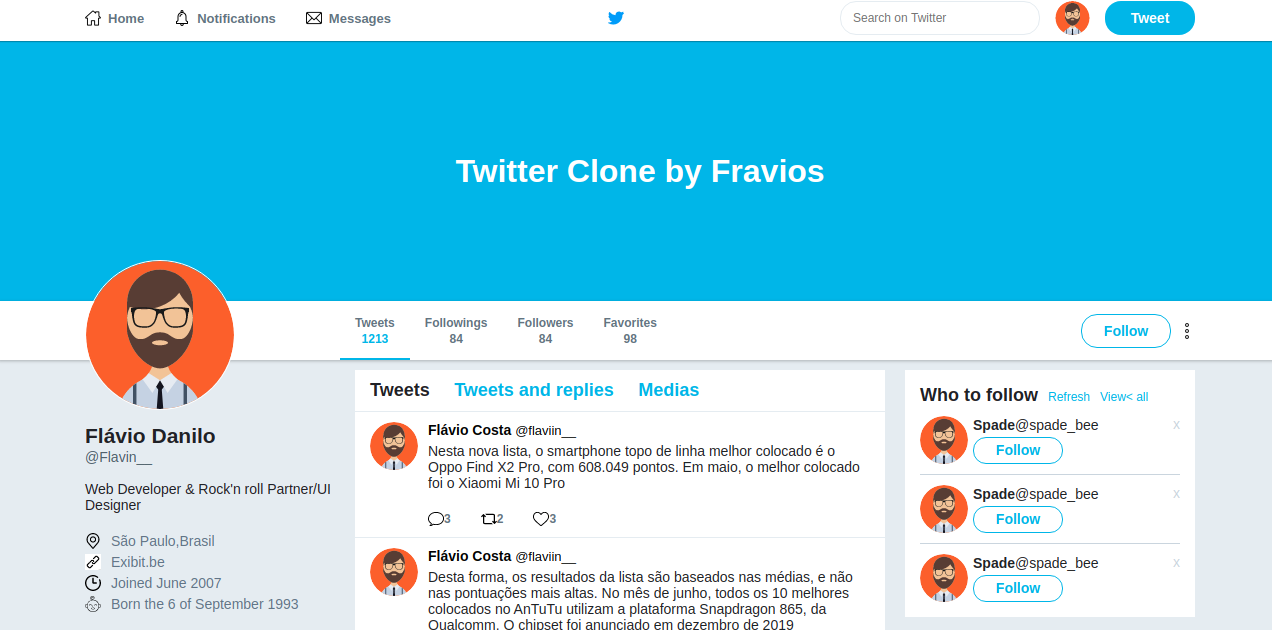 Home Notifications Messages Search on Twitter Tweet
Twitter Clone by Fravios
Tweets Followings Followers Favorites
1213 84 84 98
Follow
Flávio Danilo
@Flavin__
Web Developer & Rock'n roll Partner/UI
Designer
São Paulo,Brasil
Exibit.be
Joined June 2007
Born the 6 of September 1993
Tweets Tweets and replies Medias
Flávio Costa @flaviin__
Nesta nova lista, o smartphone topo de linha melhor colocado é o
Oppo Find X2 Pro, com 608.049 pontos. Em maio, o melhor colocado
foi o Xiaomi Mi 10 Pro
3 2 3
Flávio Costa @flaviin__
Desta forma, os resultados da lista são baseados nas médias, e não
nas pontuações mais altas. No mês de junho, todos os 10 melhores
colocados no AnTuTu utilizam a plataforma Snapdragon 865, da
Qualcomm. O chipset foi anunciado em dezembro de 2019
Who to follow Refresh View< all
Spade@spade_bee x
Follow
Spade@spade_bee x
Follow
Spade@spade_bee x
Follow